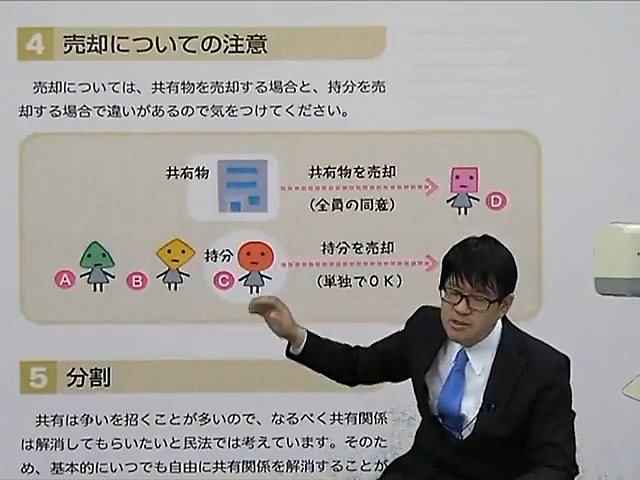 4 売却についての注意
売却については、共有物を売却する場合と、持分を売
却する場合で違いがあるので気をつけてください。
共有物
共有物を売却
(全員の同意)
D
A
B
持分
C
持分を売却
(単独でOK)
5 分割
共有は争いを招くことが多いので、なるべく共有関係
は解消してもらいたいと民法では考えています。そのた
め、基本的にいつでも自由に共有関係を解消することが